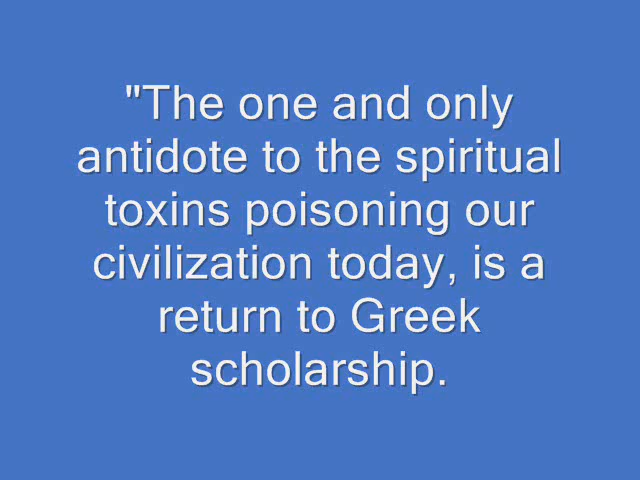 "The one and only
antidote to the spiritual
toxins poisoning our
civilization today, is a
return to Greek
scholarship.